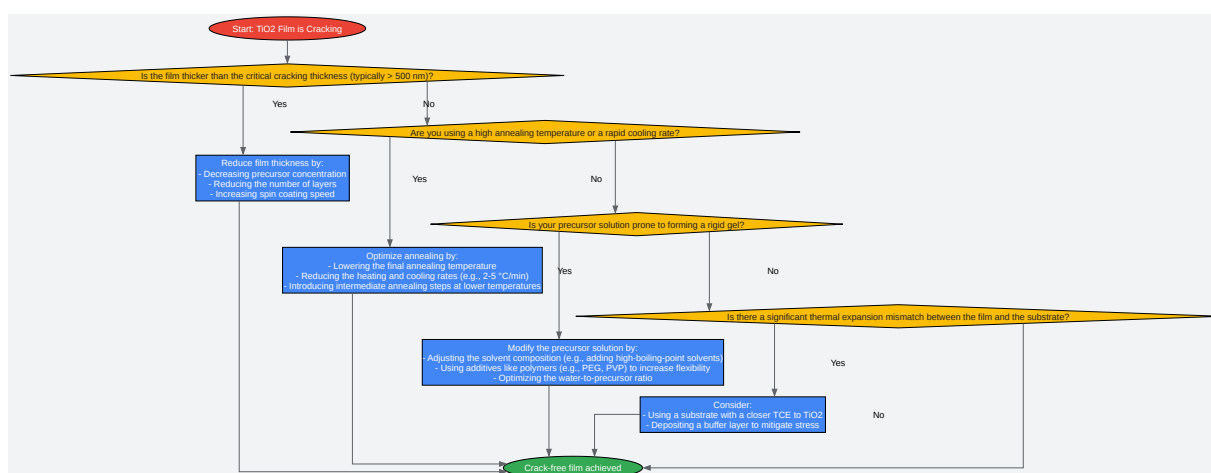 Start: TiO2 Film is Cracking
Is the film thicker than the critical cracking thickness (typically > 500 nm)?
Yes
No
Are you using a high annealing temperature or a rapid cooling rate?
Reduce film thickness by:
- Decreasing precursor concentration
- Reducing the number of layers
- Increasing spin coating speed
Yes
No
Is your precursor solution prone to forming a rigid gel?
Optimize annealing by:
- Lowering the final annealing temperature
- Reducing the heating and cooling rates (e.g., 2-5 °C/min)
- Introducing intermediate annealing steps at lower temperatures
Yes
No
Is there a significant thermal expansion mismatch between the film and the substrate?
Modify the precursor solution by:
- Adjusting the solvent composition (e.g., adding high-boiling-point solvents)
- Using additives like polymers (e.g., PEG, PVP) to increase flexibility
- Optimizing the water-to-precursor ratio
Yes
Consider:
- Using a substrate with a closer TCE to TiO2
- Depositing a buffer layer to mitigate stress
No
Crack-free film achieved